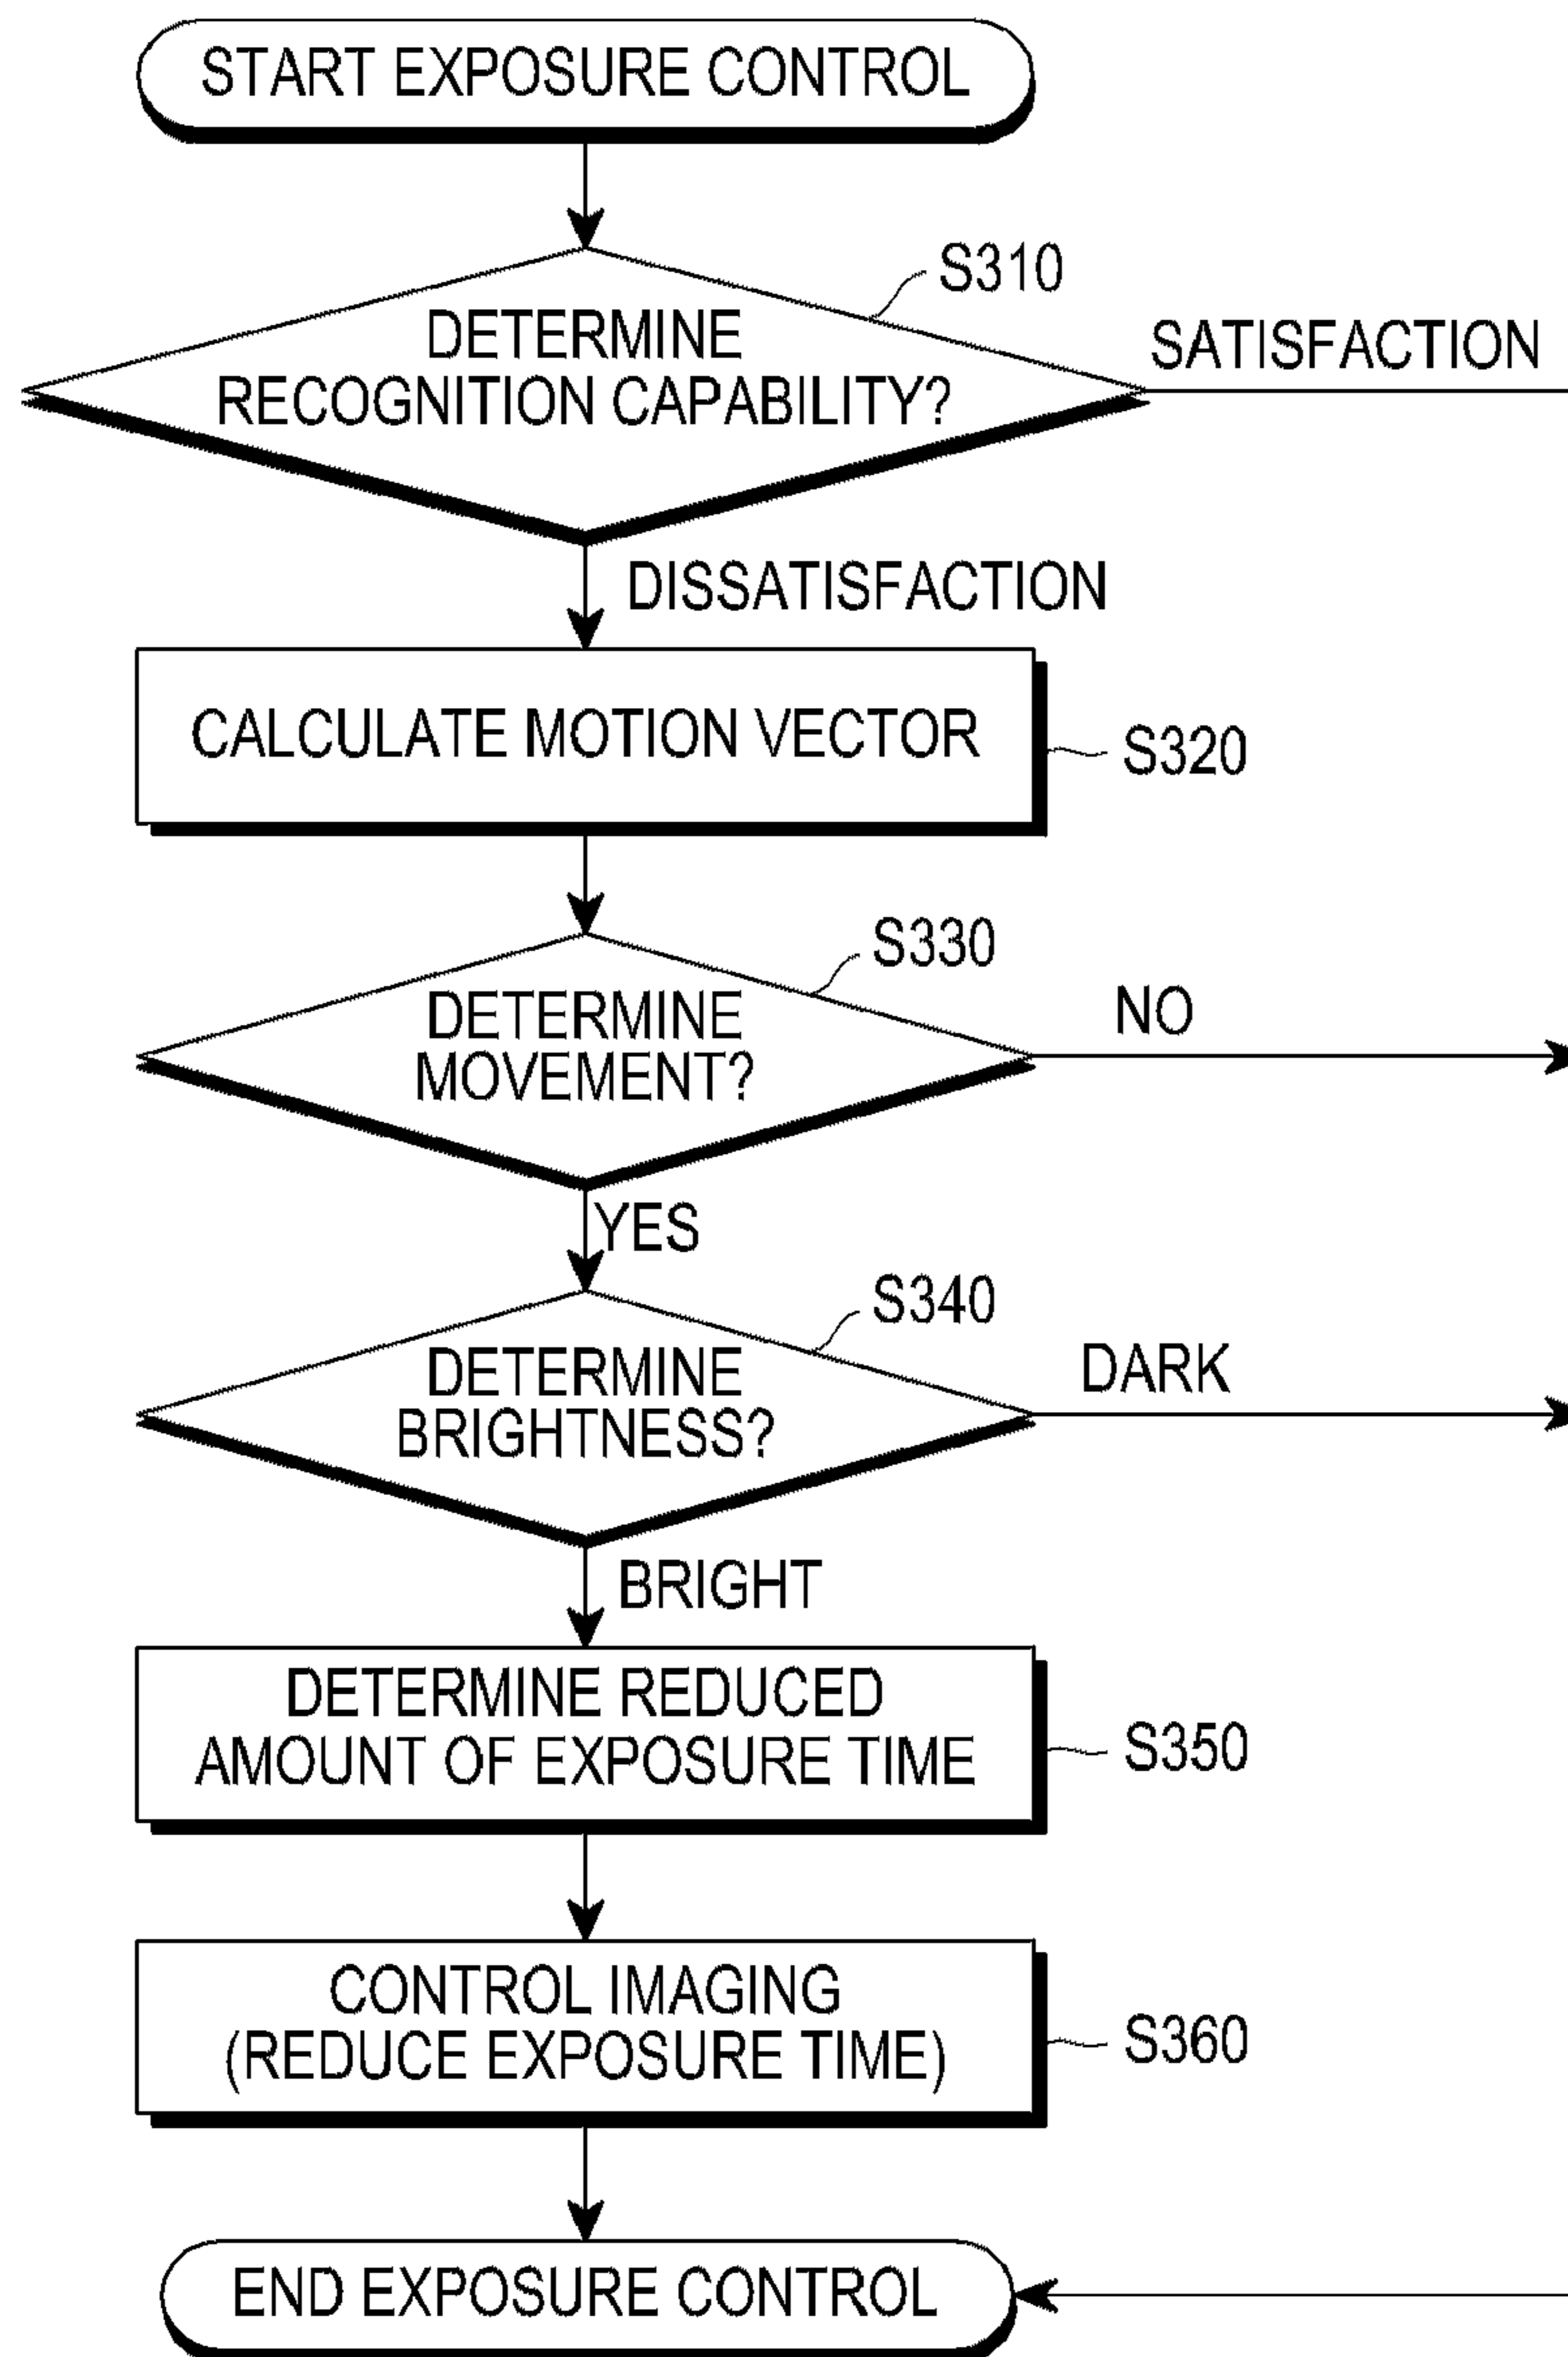 START EXPOSURE CONTROL
S310
DETERMINE
RECOGNITION CAPABILITY?
SATISFACTION
DISSATISFACTION
CALCULATE MOTION VECTOR
S320
S330
DETERMINE
MOVEMENT?
NO
YES
S340
DETERMINE
BRIGHTNESS?
DARK
BRIGHT
DETERMINE REDUCED
AMOUNT OF EXPOSURE TIME
S350
CONTROL IMAGING
(REDUCE EXPOSURE TIME)
S360
END EXPOSURE CONTROL